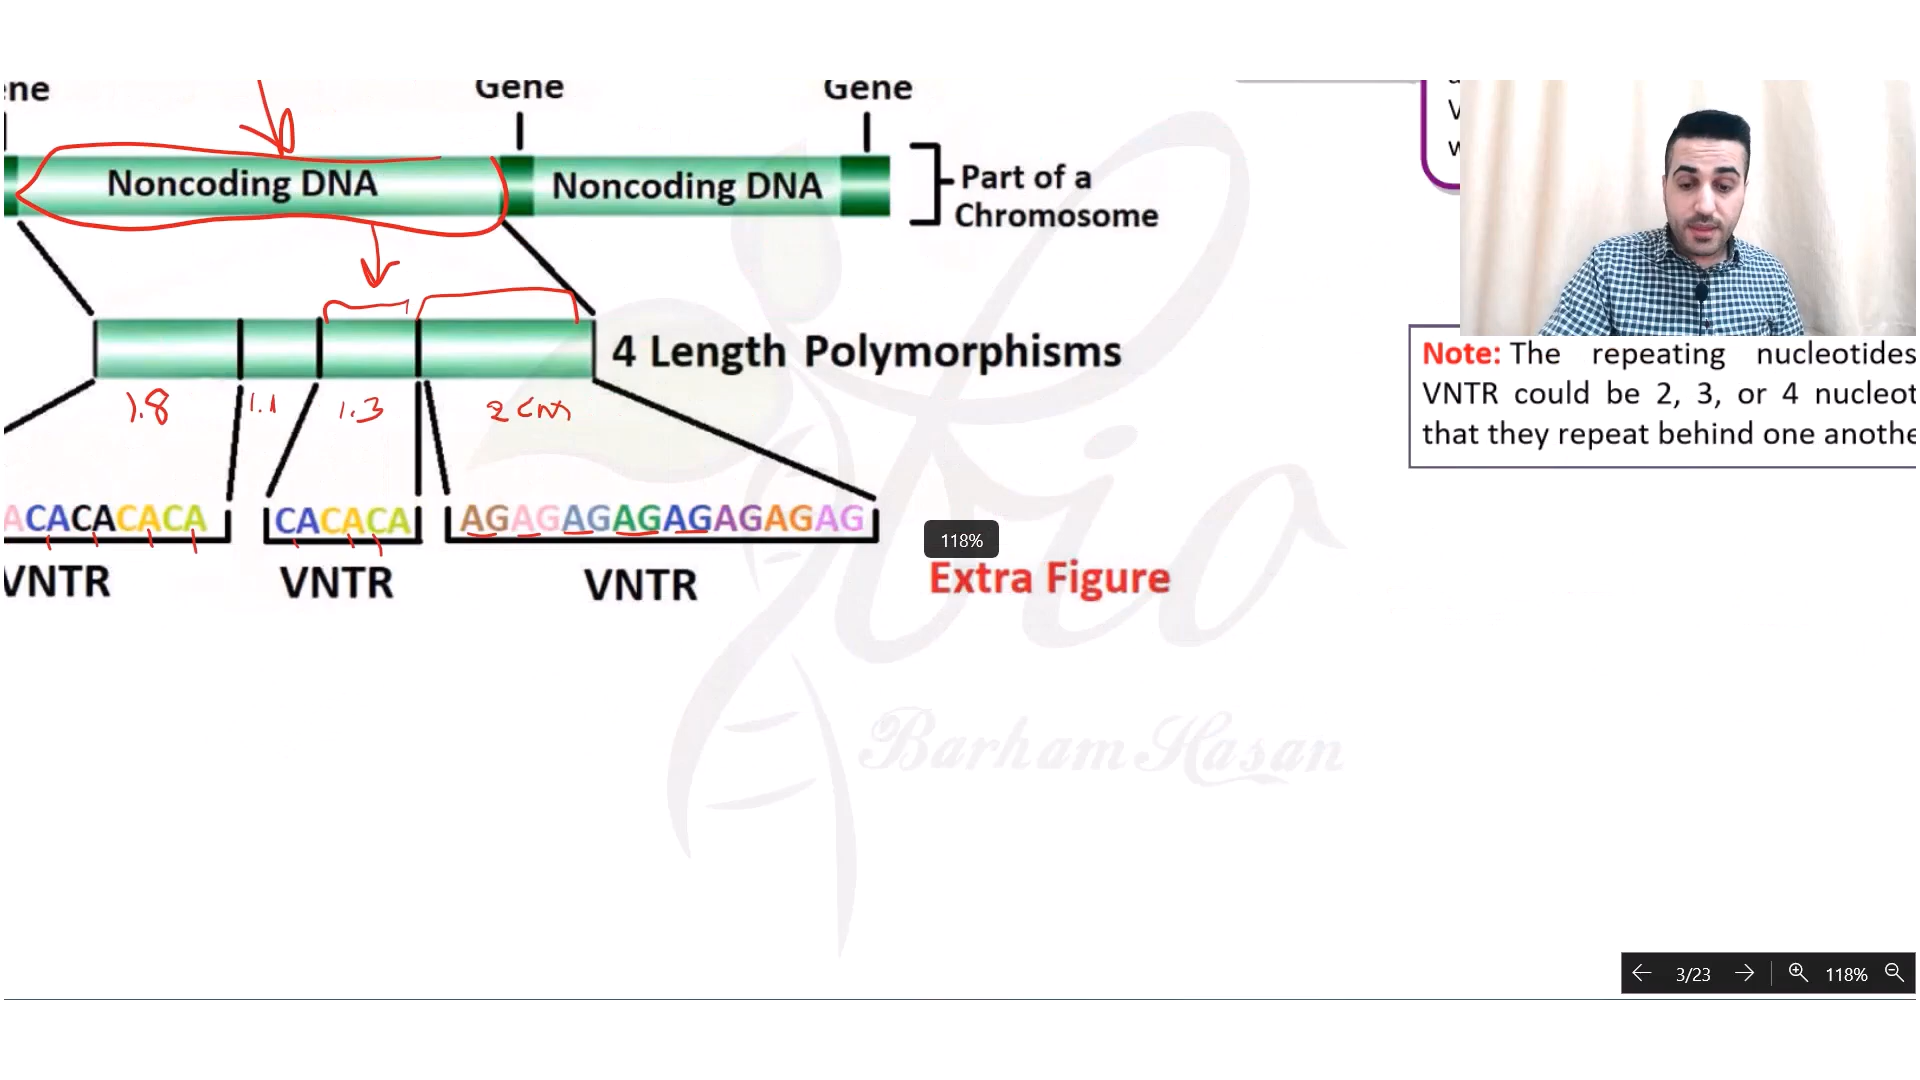 ne
Gene
Gene
Noncoding DNA
Noncoding DNA
Part of a
Chromosome
V
w
4 Length Polymorphisms
1.8
1.1
1.3
2 cm
Note: The repeating nucleotides
VNTR could be 2, 3, or 4 nucleot
that they repeat behind one anothe
ACACACACA
CACACA
AGAGAGAGAGAGAGAG
118%
VNTR
VNTR
VNTR
Extra Figure
bio
Barham Hasan
3/23
118%